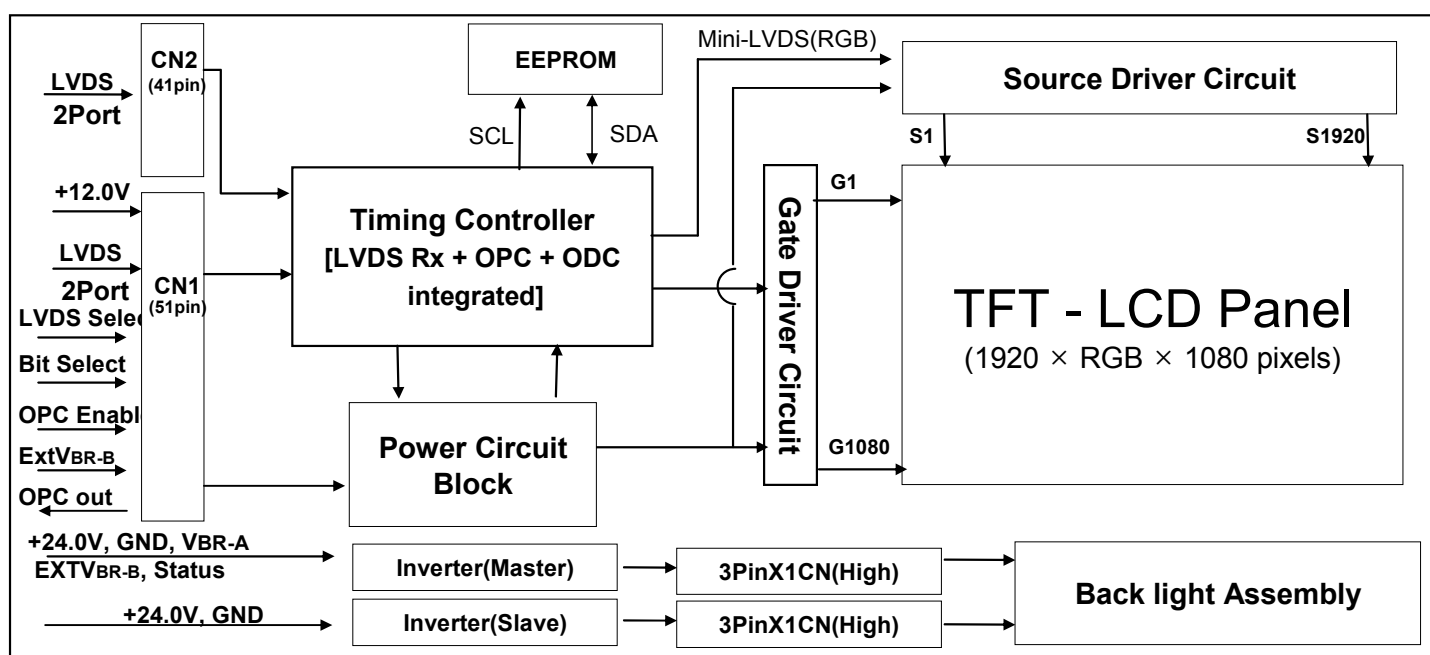 CN2
(41pin)
LVDS
2Port
EEPROM
SCL
SDA
Mini-LVDS(RGB)
Source Driver Circuit
S1
S1920
+12.0V
LVDS
2Port
CN1
(51pin)
LVDS Selec
Bit Select
OPC Enable
ExtVBR-B
OPC out
Timing Controller
[LVDS Rx + OPC + ODC
integrated]
Power Circuit
Block
Gate Driver Circuit
G1
G1080
TFT - LCD Panel
(1920 × RGB × 1080 pixels)
+24.0V, GND, VBR-A
EXTVBR-B, Status
Inverter(Master)
3PinX1CN(High)
Back light Assembly
+24.0V, GND
Inverter(Slave)
3PinX1CN(High)